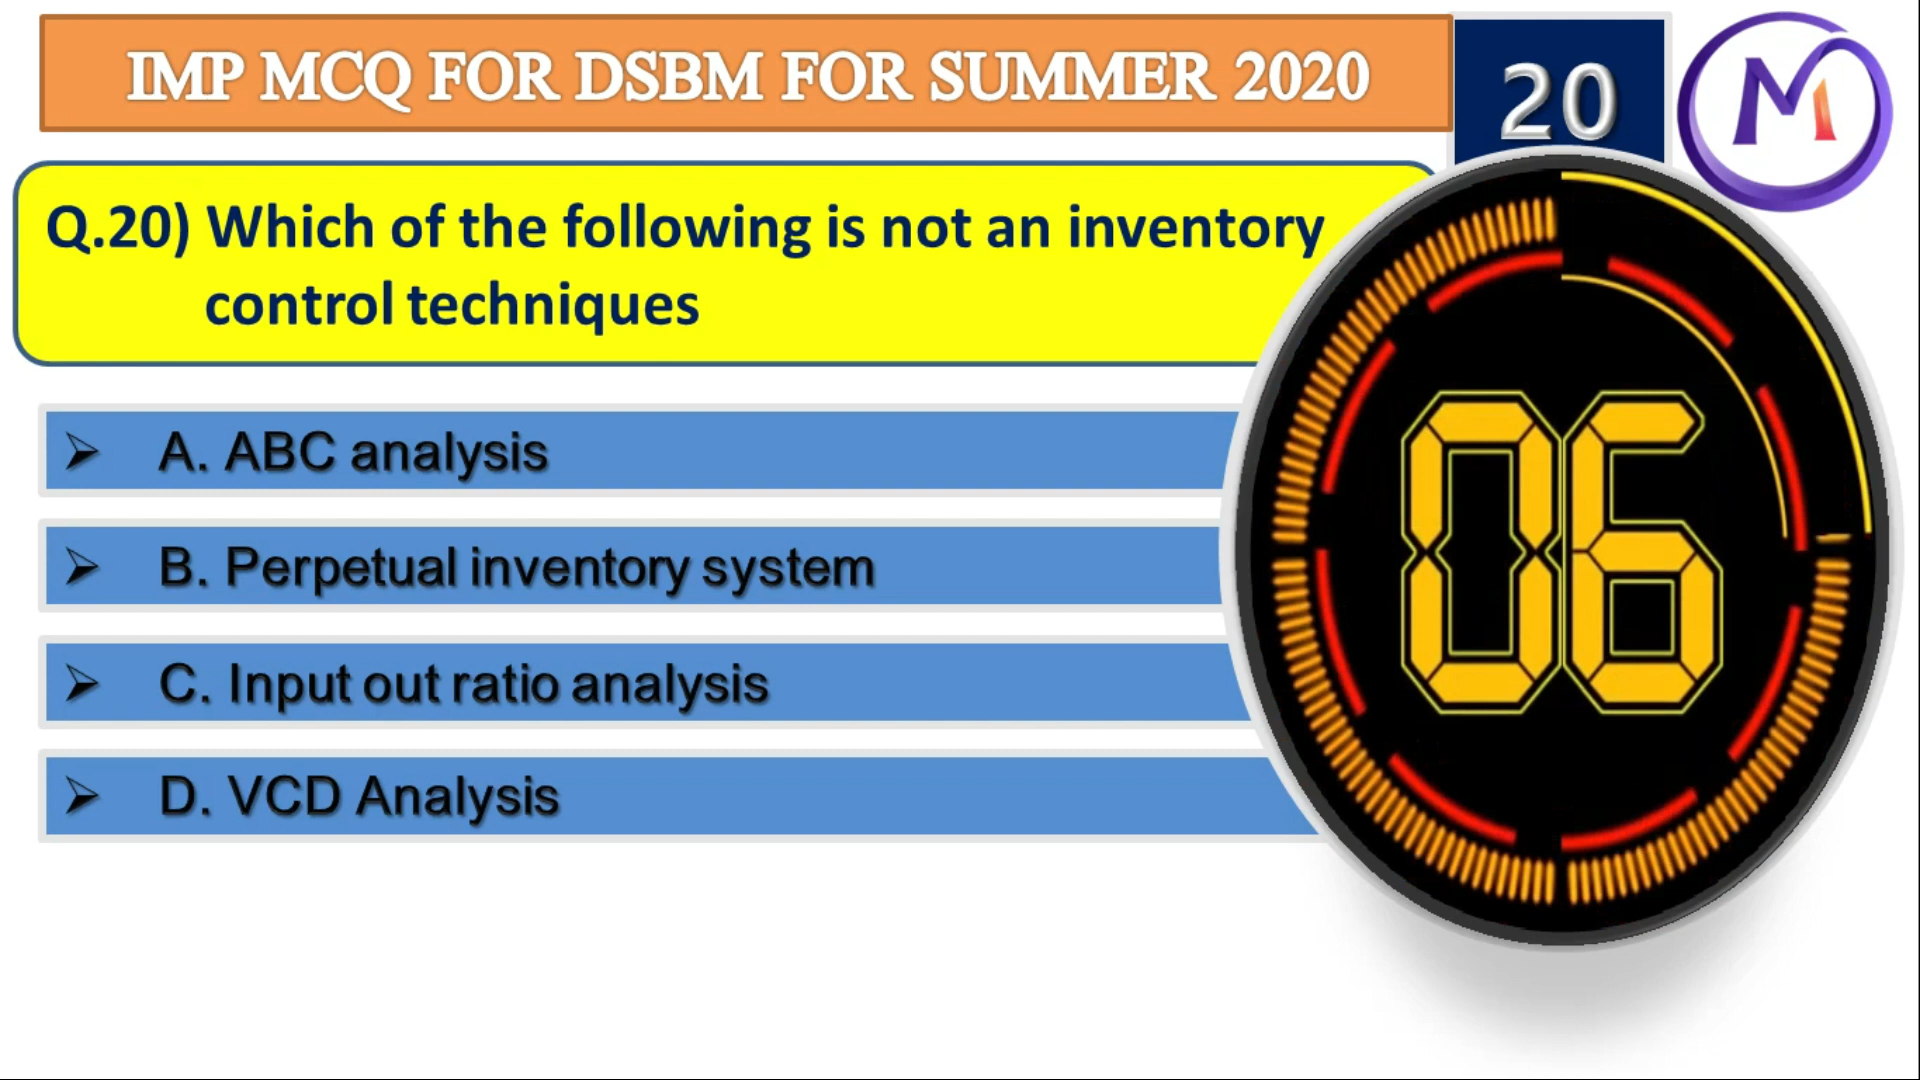 IMP MCQ FOR DSBM FOR SUMMER 2020
20
M
Q.20) Which of the following is not an inventory
control techniques
06
A. ABC analysis
B. Perpetual inventory system
C. Input out ratio analysis
D. VCD Analysis